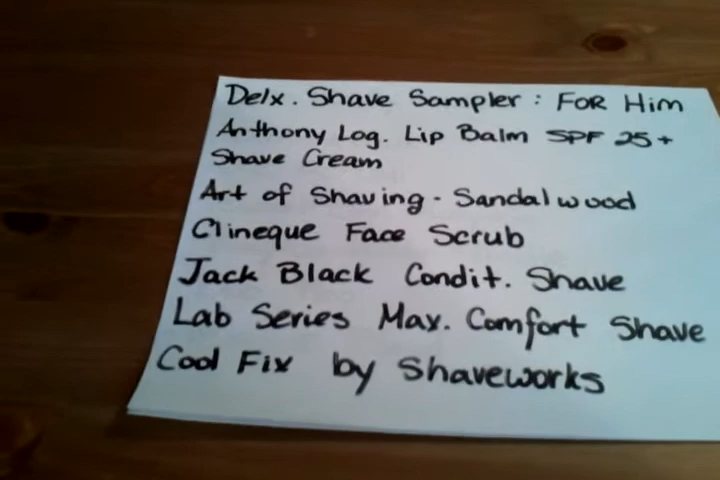 Delx. Shave Sampler: FOR Him
Anthony Log. Lip Balm SPF 25+
Shave Cream
Art of Shaving - Sandalwood
Clineque Face Scrub
Jack Black Condit. Shave
Lab Series Max. Comfort Shave
Cool Fix by Shaveworks